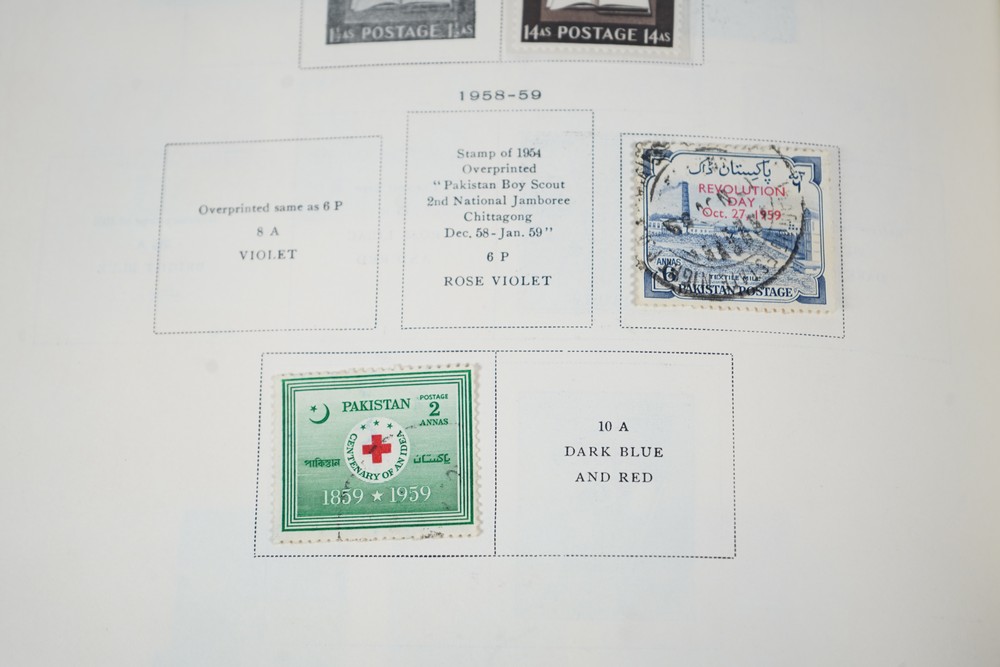 1½AS POSTAGE 1½AS
14AS POSTAGE 14AS
1958-59
Overprinted same as 6 P
8 A
VIOLET
Stamp of 1954
Overprinted
"Pakistan Boy Scout
2nd National Jamboree
Chittagong
Dec. 58-Jan. 59"
6 P
ROSE VIOLET
پاکستان ڈاک
REVOLUTION
DAY
Oct. 27, 1959
ANNAS
6
TEXTILE MILL
PAKISTAN POSTAGE
PAKISTAN
POSTAGE
2
ANNAS
CENTENARY OF AN IDEA
পাকিস্তান
پاکستان
1859 ★ 1959
10 A
DARK BLUE
AND RED